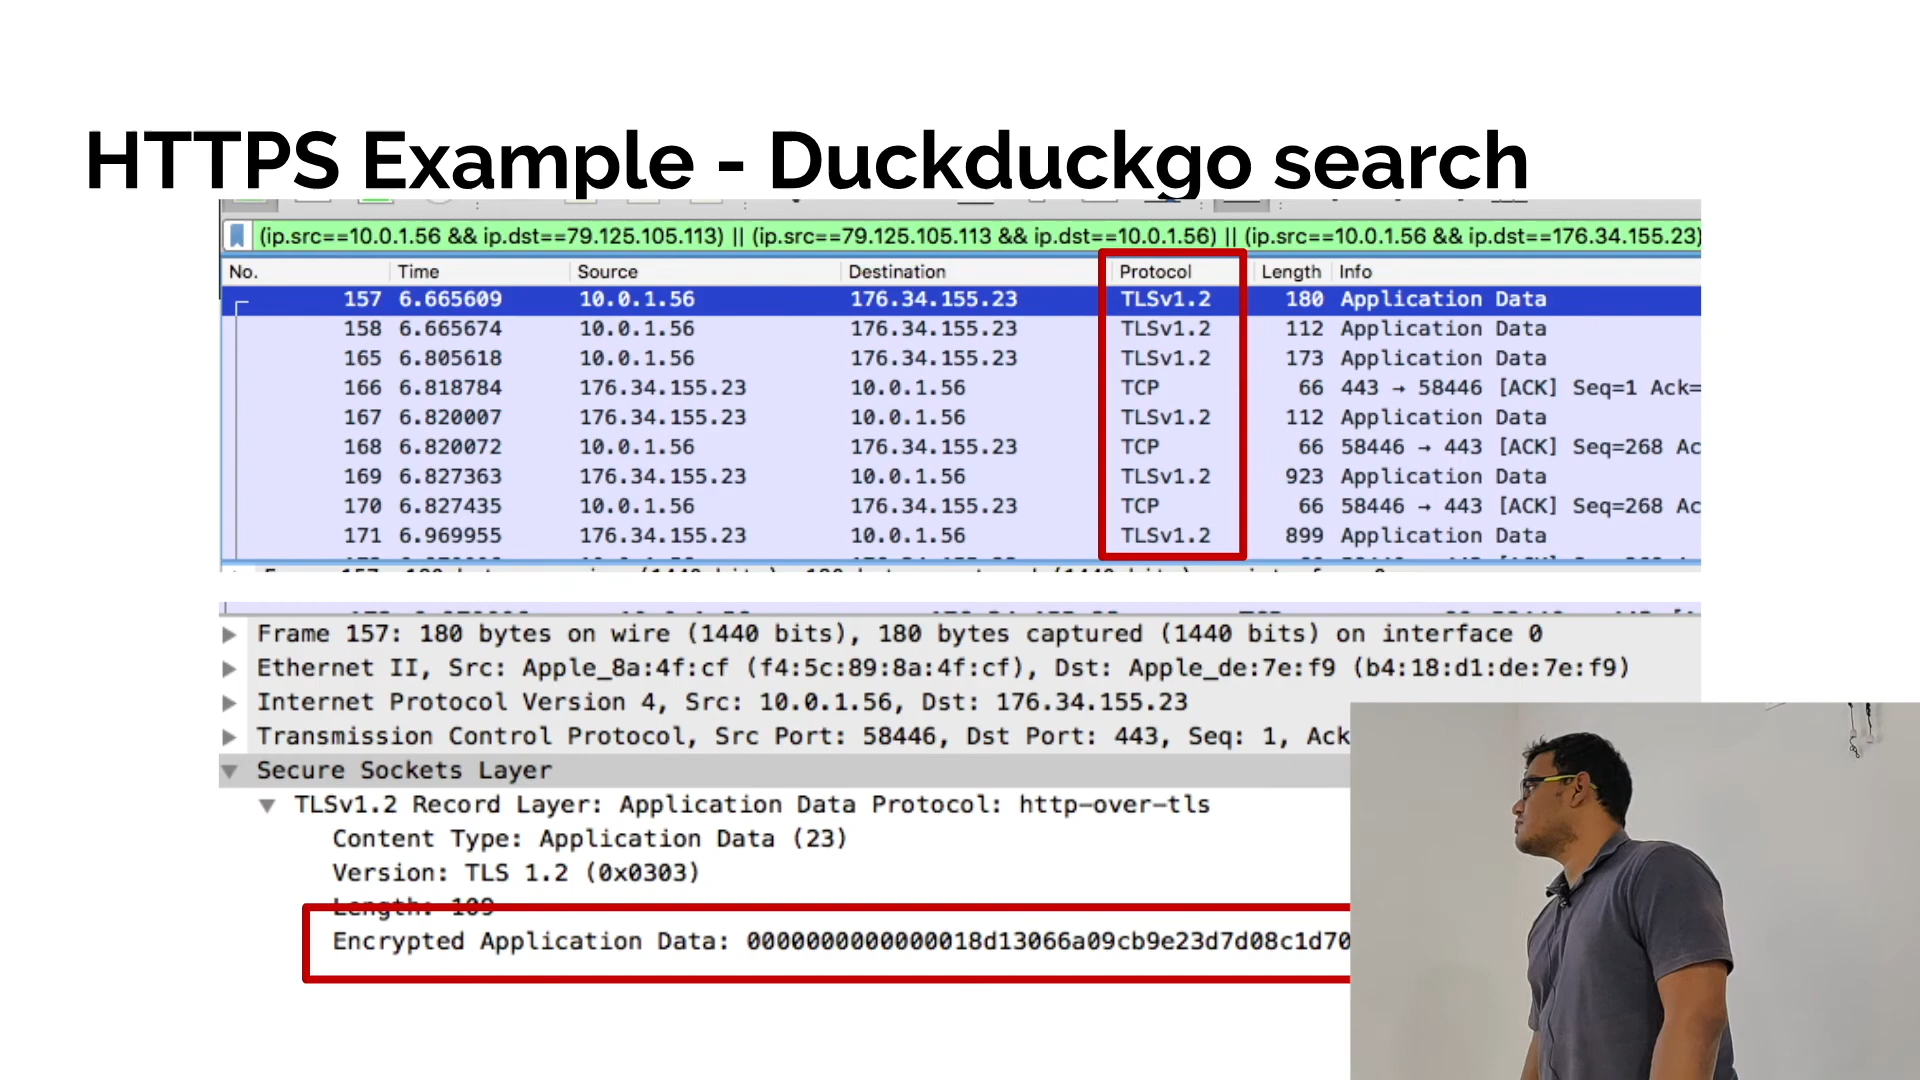 HTTPS Example - Duckduckgo search
(ip.src==10.0.1.56 && ip.dst==79.125.105.113) || (ip.src==79.125.105.113 && ip.dst==10.0.1.56) || (ip.src==10.0.1.56 && ip.dst==176.34.155.23)
No. Time Source Destination Protocol Length Info
157 6.665609 10.0.1.56 176.34.155.23 TLSv1.2 180 Application Data
158 6.665674 10.0.1.56 176.34.155.23 TLSv1.2 112 Application Data
165 6.805618 10.0.1.56 176.34.155.23 TLSv1.2 173 Application Data
166 6.818784 176.34.155.23 10.0.1.56 TCP 66 443 → 58446 [ACK] Seq=1 Ack=
167 6.820007 176.34.155.23 10.0.1.56 TLSv1.2 112 Application Data
168 6.820072 10.0.1.56 176.34.155.23 TCP 66 58446 → 443 [ACK] Seq=268 Ac
169 6.827363 176.34.155.23 10.0.1.56 TLSv1.2 923 Application Data
170 6.827435 10.0.1.56 176.34.155.23 TCP 66 58446 → 443 [ACK] Seq=268 Ac
171 6.969955 176.34.155.23 10.0.1.56 TLSv1.2 899 Application Data
Frame 157: 180 bytes on wire (1440 bits), 180 bytes captured (1440 bits) on interface 0
Ethernet II, Src: Apple_8a:4f:cf (f4:5c:89:8a:4f:cf), Dst: Apple_de:7e:f9 (b4:18:d1:de:7e:f9)
Internet Protocol Version 4, Src: 10.0.1.56, Dst: 176.34.155.23
Transmission Control Protocol, Src Port: 58446, Dst Port: 443, Seq: 1, Ack
Secure Sockets Layer
TLSv1.2 Record Layer: Application Data Protocol: http-over-tls
Content Type: Application Data (23)
Version: TLS 1.2 (0x0303)
Length: 109
Encrypted Application Data: 00000000000000018d13066a09cb9e23d7d08c1d70